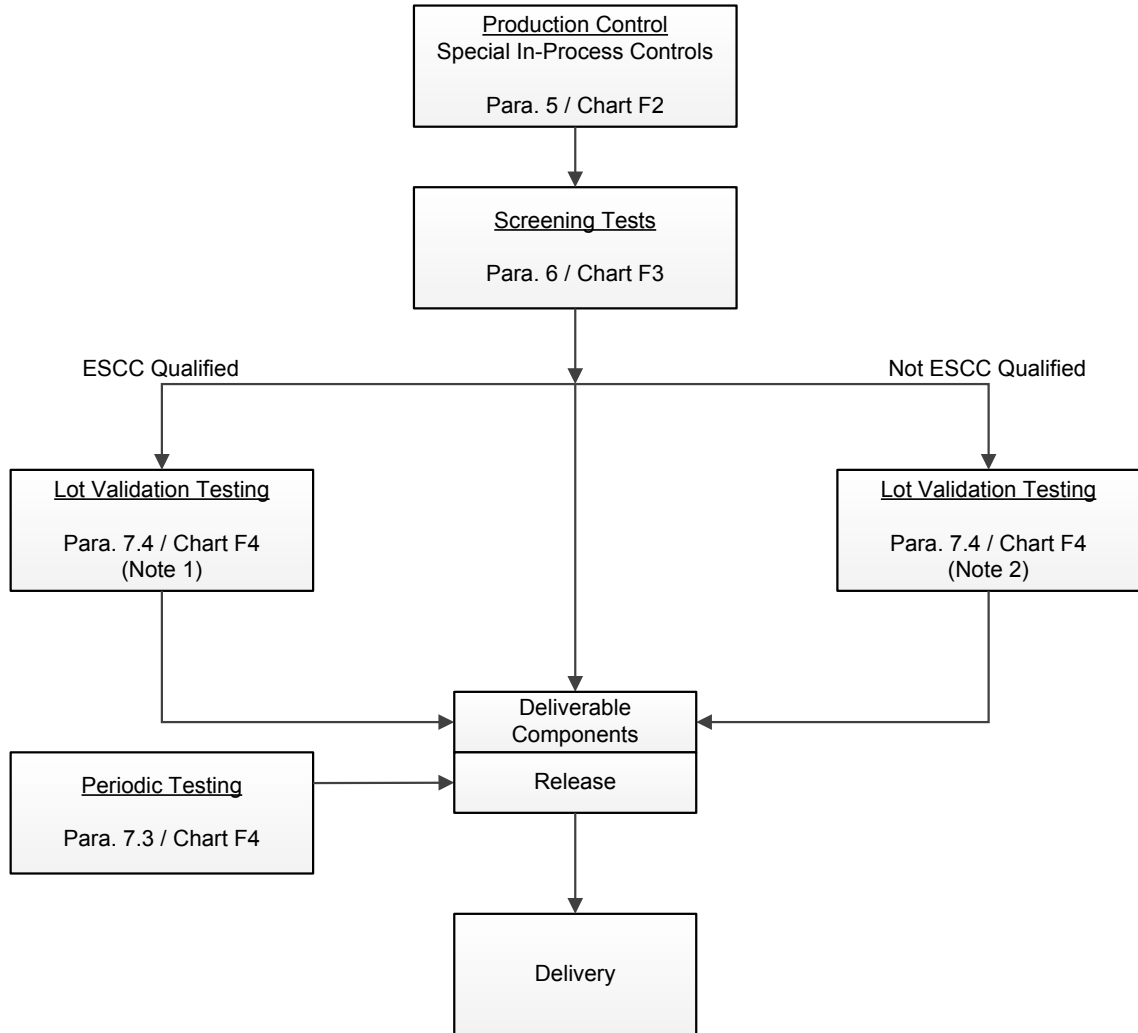 Production Control
Special In-Process Controls
Para. 5 / Chart F2
Screening Tests
Para. 6 / Chart F3
ESCC Qualified
Not ESCC Qualified
Lot Validation Testing
Para. 7.4 / Chart F4
(Note 1)
Lot Validation Testing
Para. 7.4 / Chart F4
(Note 2)
Deliverable
Components
Periodic Testing
Para. 7.3 / Chart F4
Release
Delivery